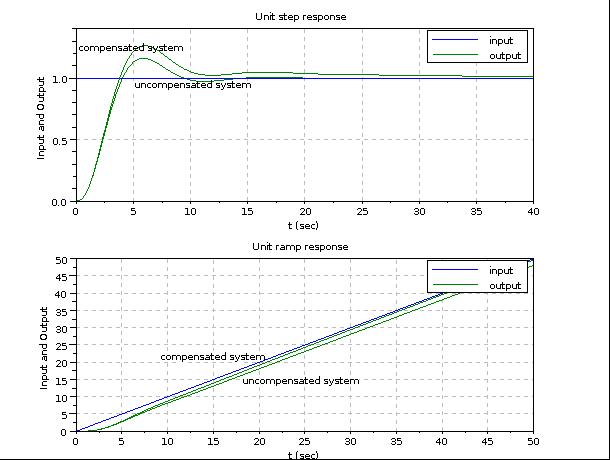 Unit step response
input
output
compensated system
uncompensated system
Input and Output
1.0
0.5
0.0
0 5 10 15 20 25 30 35 40
t (sec)
Unit ramp response
input
output
compensated system
uncompensated system
Input and Output
50
45
40
35
30
25
20
15
10
5
0
0 5 10 15 20 25 30 35 40 45 50
t (sec)